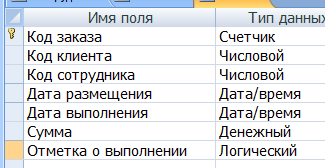 Имя поля Тип данных
Код заказа Счетчик
Код клиента Числовой
Код сотрудника Числовой
Дата размещения Дата/время
Дата выполнения Дата/время
Сумма Денежный
Отметка о выполнении Логический